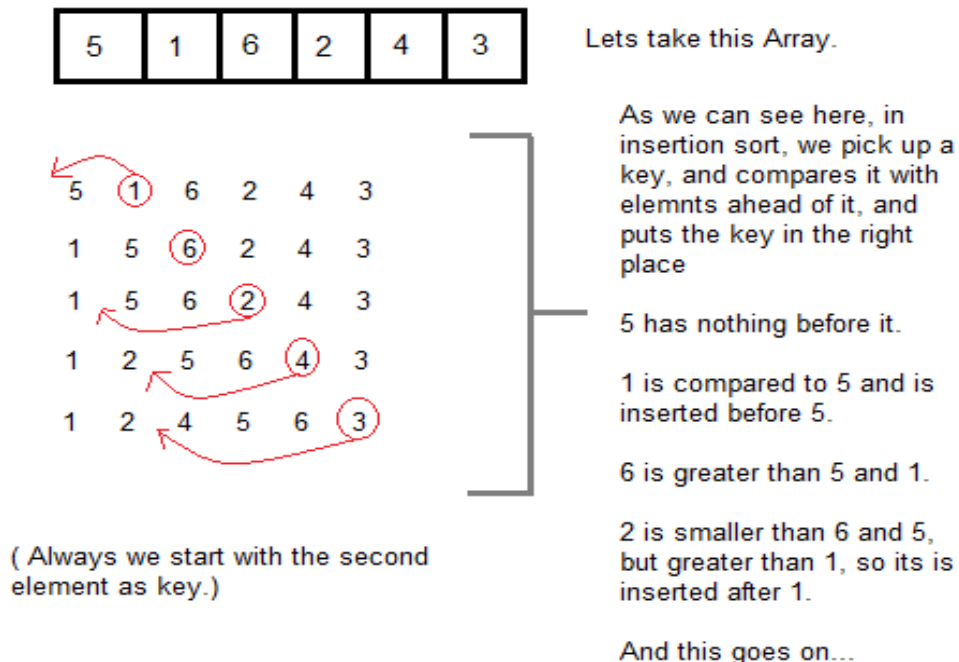 5 1 6 2 4 3
Lets take this Array.
5 1 6 2 4 3
1 5 6 2 4 3
1 5 6 2 4 3
1 2 5 6 4 3
1 2 4 5 6 3
( Always we start with the second
element as key.)
As we can see here, in
insertion sort, we pick up a
key, and compares it with
elemnts ahead of it, and
puts the key in the right
place
5 has nothing before it.
1 is compared to 5 and is
inserted before 5.
6 is greater than 5 and 1.
2 is smaller than 6 and 5,
but greater than 1, so its is
inserted after 1.
And this goes on...